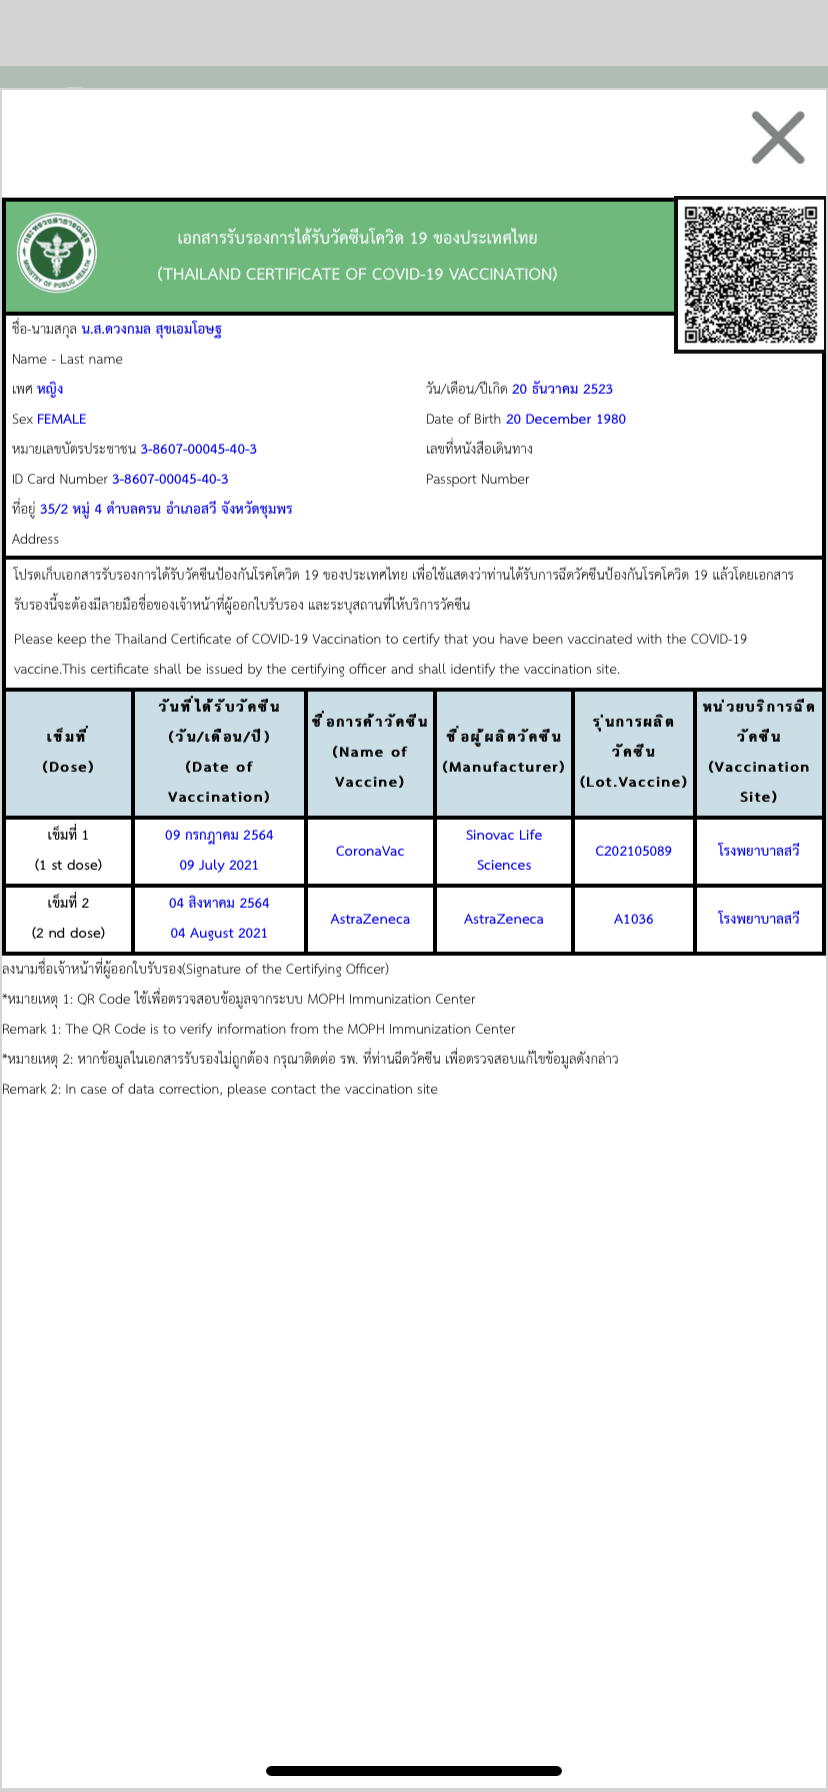 กระทรวงสาธารณสุข
MINISTRY OF PUBLIC HEALTH
เอกสารรับรองการได้รับวัคซีนโควิด 19 ของประเทศไทย
(THAILAND CERTIFICATE OF COVID-19 VACCINATION)
ชื่อ-นามสกุล น.ส.ดวงกมล สุขเอมโอษฐ
Name - Last name
เพศ หญิง วัน/เดือน/ปีเกิด 20 ธันวาคม 2523
Sex FEMALE Date of Birth 20 December 1980
หมายเลขบัตรประชาชน 3-8607-00045-40-3 เลขที่หนังสือเดินทาง
ID Card Number 3-8607-00045-40-3 Passport Number
ที่อยู่ 35/2 หมู่ 4 ตำบลครน อำเภอสวี จังหวัดชุมพร
Address
โปรดเก็บเอกสารรับรองการได้รับวัคซีนป้องกันโรคโควิด 19 ของประเทศไทย เพื่อใช้แสดงว่าท่านได้รับการฉีดวัคซีนป้องกันโรคโควิด 19 แล้วโดยเอกสาร
รับรองนี้จะต้องมีลายมือชื่อของเจ้าหน้าที่ผู้ออกใบรับรอง และระบุสถานที่ให้บริการวัคซีน
Please keep the Thailand Certificate of COVID-19 Vaccination to certify that you have been vaccinated with the COVID-19
vaccine.This certificate shall be issued by the certifying officer and shall identify the vaccination site.
เข็มที่
(Dose)
วันที่ได้รับวัคซีน
(วัน/เดือน/ปี)
(Date of
Vaccination)
ชื่อการค้าวัคซีน
(Name of
Vaccine)
ชื่อผู้ผลิตวัคซีน
(Manufacturer)
รุ่นการผลิต
วัคซีน
(Lot.Vaccine)
หน่วยบริการฉีด
วัคซีน
(Vaccination
Site)
เข็มที่ 1
(1 st dose)
09 กรกฎาคม 2564
09 July 2021
CoronaVac
Sinovac Life
Sciences
C202105089
โรงพยาบาลสวี
เข็มที่ 2
(2 nd dose)
04 สิงหาคม 2564
04 August 2021
AstraZeneca
AstraZeneca
A1036
โรงพยาบาลสวี
ลงนามชื่อเจ้าหน้าที่ผู้ออกใบรับรอง(Signature of the Certifying Officer)
*หมายเหตุ 1: QR Code ใช้เพื่อตรวจสอบข้อมูลจากระบบ MOPH Immunization Center
Remark 1: The QR Code is to verify information from the MOPH Immunization Center
*หมายเหตุ 2: หากข้อมูลในเอกสารรับรองไม่ถูกต้อง กรุณาติดต่อ รพ. ที่ท่านฉีดวัคซีน เพื่อตรวจสอบแก้ไขข้อมูลดังกล่าว
Remark 2: In case of data correction, please contact the vaccination site